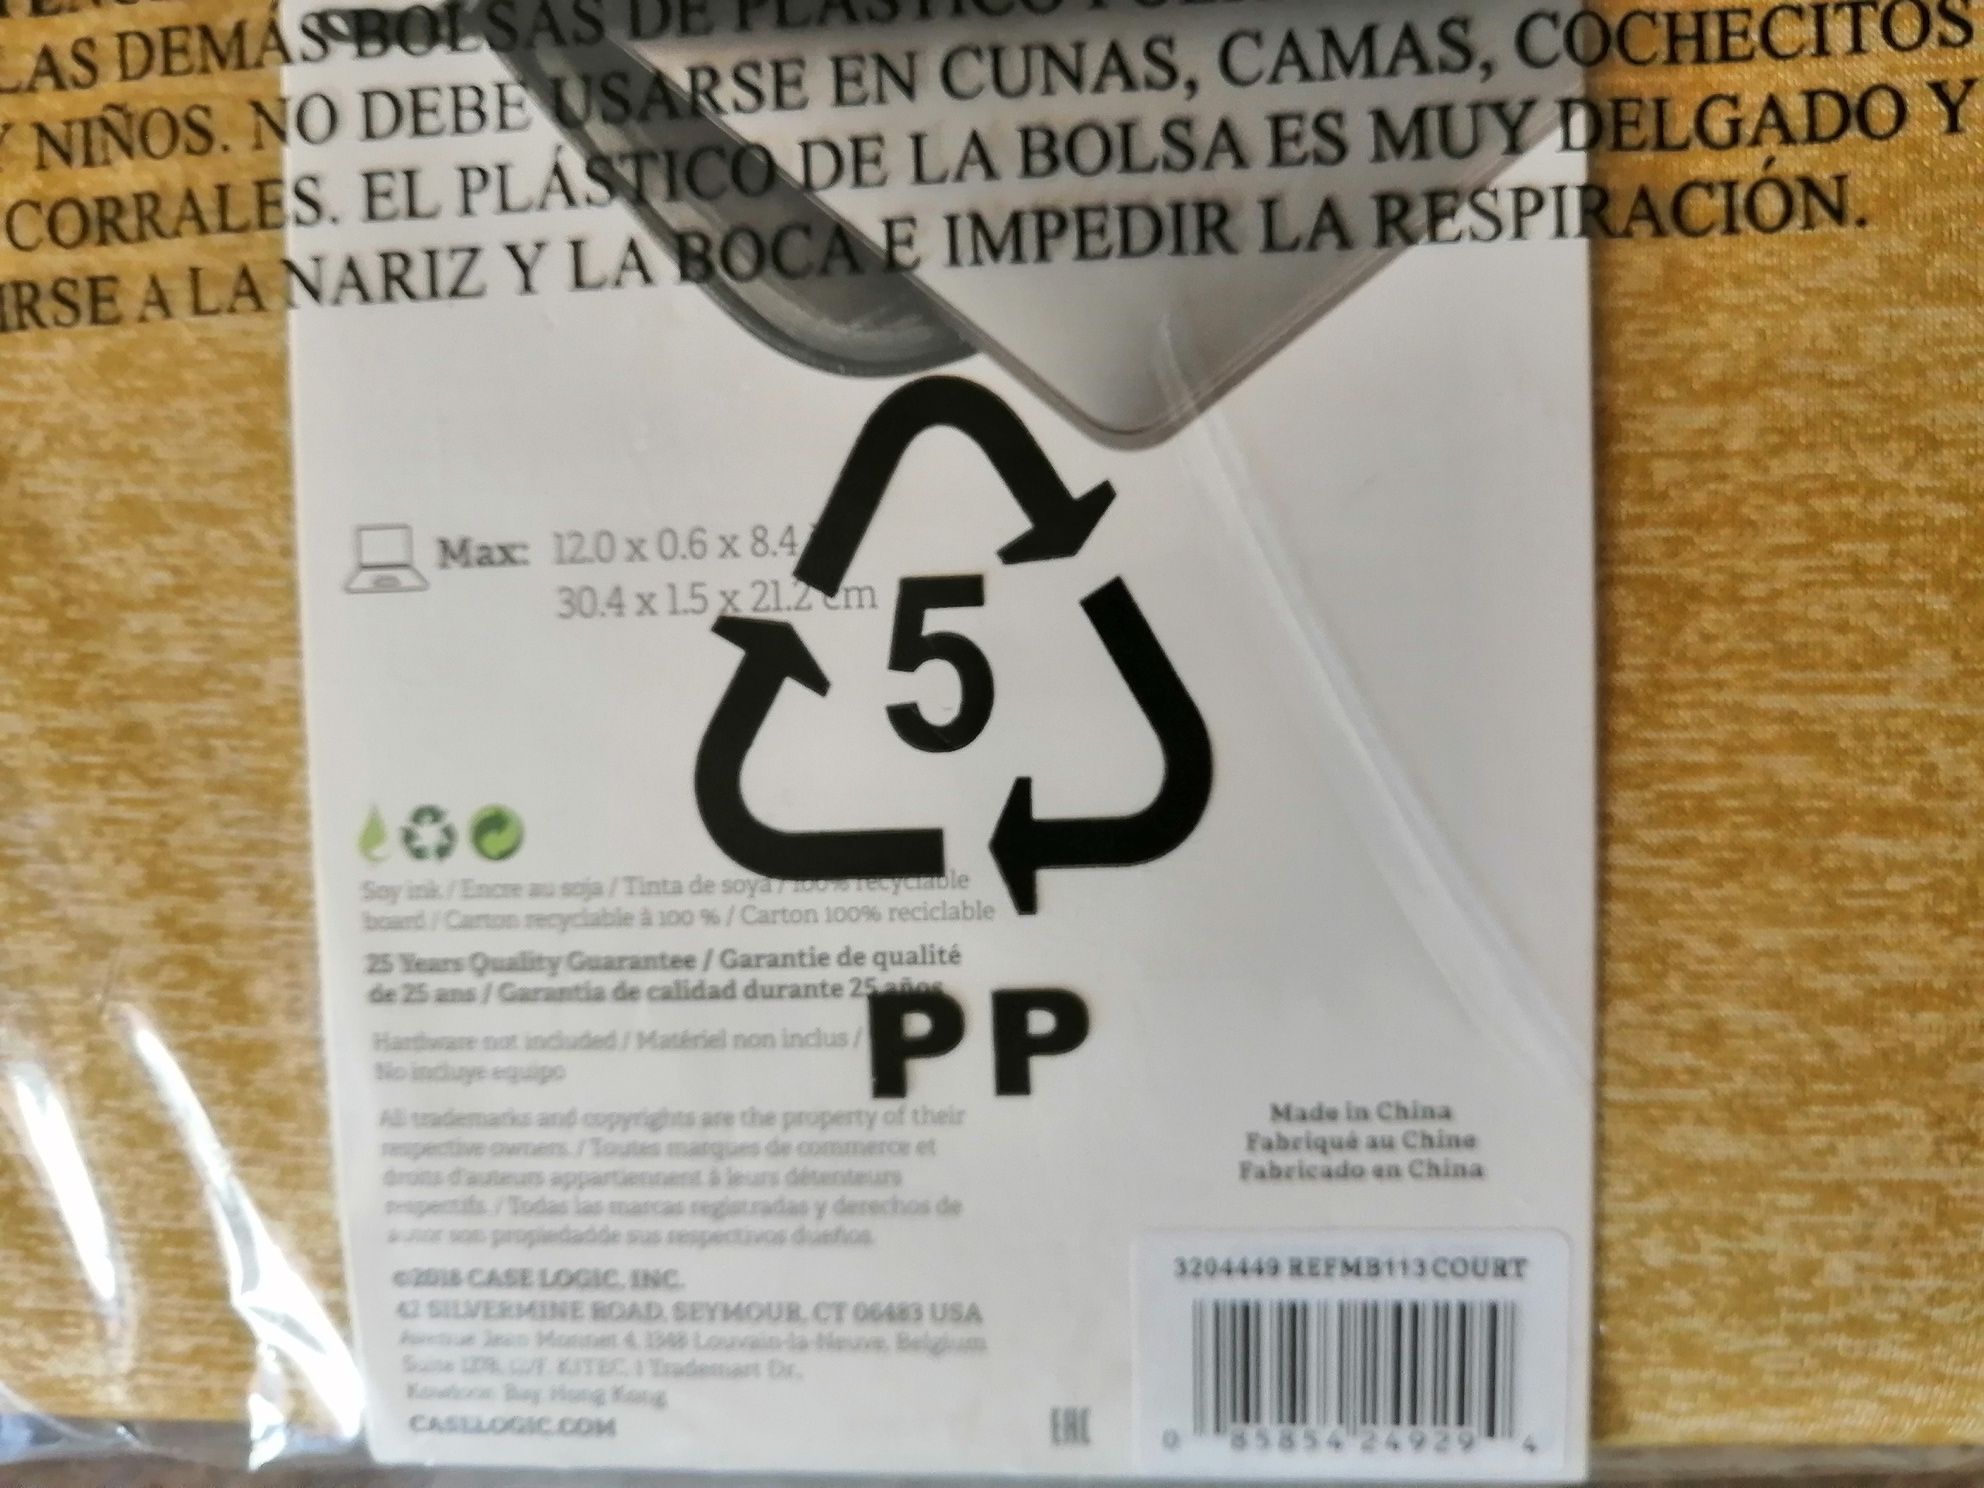 LAS DEMÁS BOLSAS DE PLÁSTICO
Y NIÑOS. NO DEBE USARSE EN CUNAS, CAMAS, COCHECITOS
CORRALES. EL PLÁSTICO DE LA BOLSA ES MUY DELGADO Y
IRSE A LA NARIZ Y LA BOCA E IMPEDIR LA RESPIRACIÓN.
Max: 12.0 x 0.6 x 8.4
30.4 x 1.5 x 21.2 cm
5
PP
Soy ink / Encre au soja / Tinta de soya / 100% recyclable
board / Carton recyclable à 100 % / Carton 100% reciclable
25 Years Quality Guarantee / Garantie de qualité
de 25 ans / Garantia de calidad durante 25 años
Hardware not included / Matériel non inclus /
No incluye equipo
All trademarks and copyrights are the property of their
respective owners. / Toutes marques de commerce et
droits d'auteurs appartiennent à leurs détenteurs
respectifs. / Todas las marcas registradas y derechos de
autor son propiedadde sus respectivos dueños.
©2018 CASE LOGIC, INC.
42 SILVERMINE ROAD, SEYMOUR, CT 06483 USA
Avenue Jean Monnet 4, 1348 Louvain-la-Neuve, Belgium
KITEC, 1 Trademart Dr.,
Kowloon Bay, Hong Kong
CASELOGIC.COM
EAC
Made in China
Fabriqué au Chine
Fabricado en China
3204449 REFMB113COURT
0 85854 24929 4